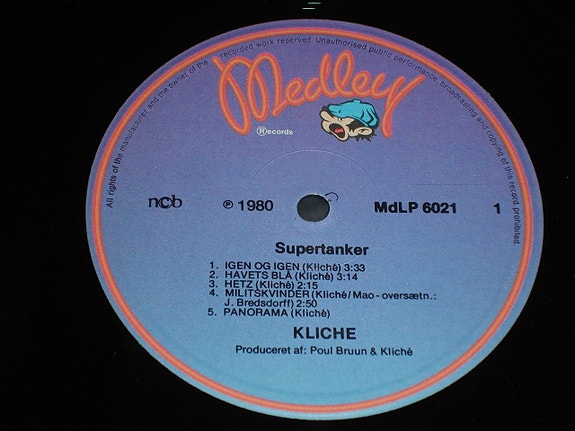 All rights of the manufacturer and the owner of the recorded work reserved. Unauthorised public performance, broadcasting and copying of this record prohibited.
Medley
Records
ncb
℗ 1980
MdLP 6021
1
Supertanker
1. IGEN OG IGEN (Kliché) 3:33
2. HAVETS BLÅ (Kliché) 3:14
3. HETZ (Kliché) 2:15
4. MILITSKVINDER (Kliché/Mao - oversætn.:
J. Bredsdorff) 2:50
5. PANORAMA (Kliché)
KLICHE
Produceret af: Poul Bruun & Kliché